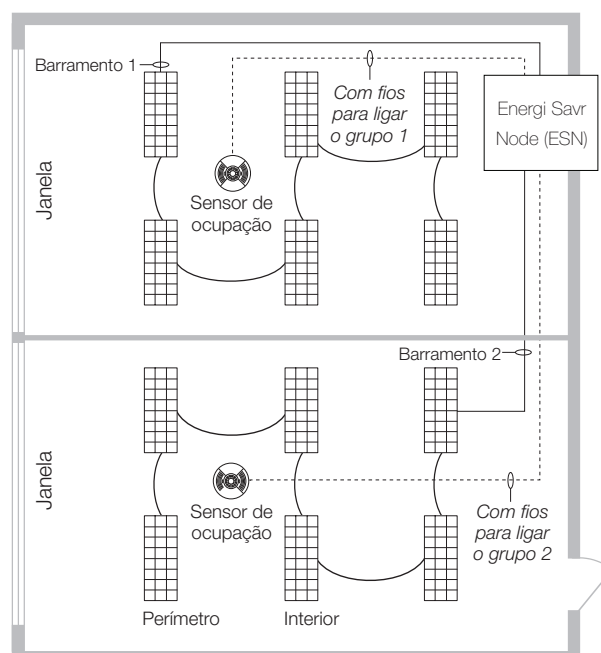 Barramento 1
Com fios
para ligar
o grupo 1
Energi Savr
Node (ESN)
Janela
Sensor de
ocupação
Barramento 2
Janela
Sensor de
ocupação
Com fios
para ligar
o grupo 2
Perímetro
Interior